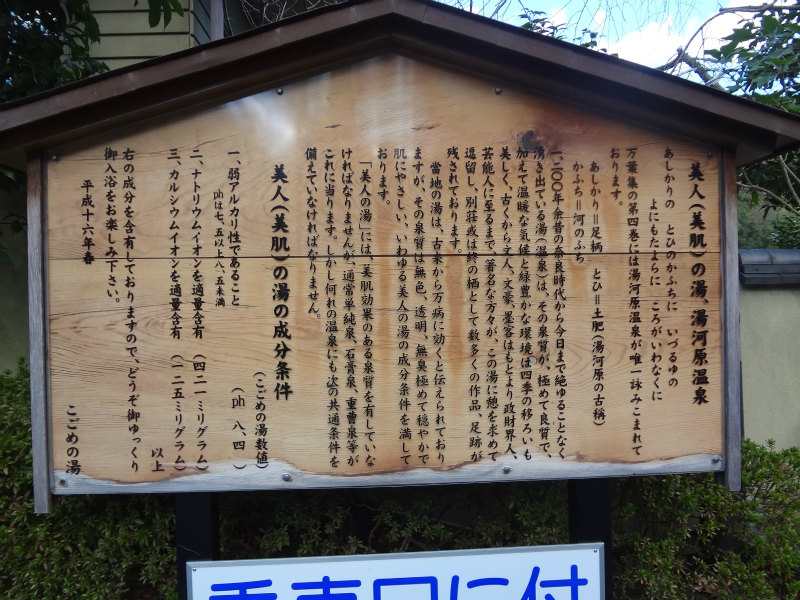 美人(美肌)の湯、湯河原温泉
あしかりの とひのかふちに いづるゆの
よにもたよらに ころがいわなくに
万葉集の第四巻には湯河原温泉が唯一詠みこまれて
おります。
あしかり=足柄 とひ=土肥(湯河原の古称)
かふち=河のふち
一、二〇〇年余昔の奈良時代から今日まで絶ゆることなく
湧き出ている湯(温泉)は、その泉質が、極めて良質で、
加えて温暖な気候と緑豊かな環境は四季の移ろいも
美しく、古くから文人、文豪、墨客はもとより政財界人、
芸能人に至るまで、著名な方々が、この湯に憩を求めて
逗留し、別荘或は終の栖として数多くの作品、足跡が
残されております。
当地の湯は、古来から万病に効くと伝えられており
ますが、その泉質は無色、透明、無臭極めて穏やかで
肌にやさしい、いわゆる美人の湯の成分条件を満して
おります。
「美人の湯」には、美肌効果のある泉質を有していな
ければなりませんが、通常単純泉、石膏泉、重曹泉等が
これに当ります。しかし何れの温泉にも次の共通条件を
備えていなければなりません。
美人(美肌)の湯の成分条件
(こごめの湯数値)
一、弱アルカリ性であること (ph 八、四)
phは七、五以上八、五未満
二、ナトリウムイオンを適量含有 (四二一ミリグラム)
三、カルシウムイオンを適量含有 (一二五ミリグラム)
以上
右の成分を含有しておりますので、どうぞ御ゆっくり
御入浴をお楽しみ下さい。
平成十六年春
こごめの湯